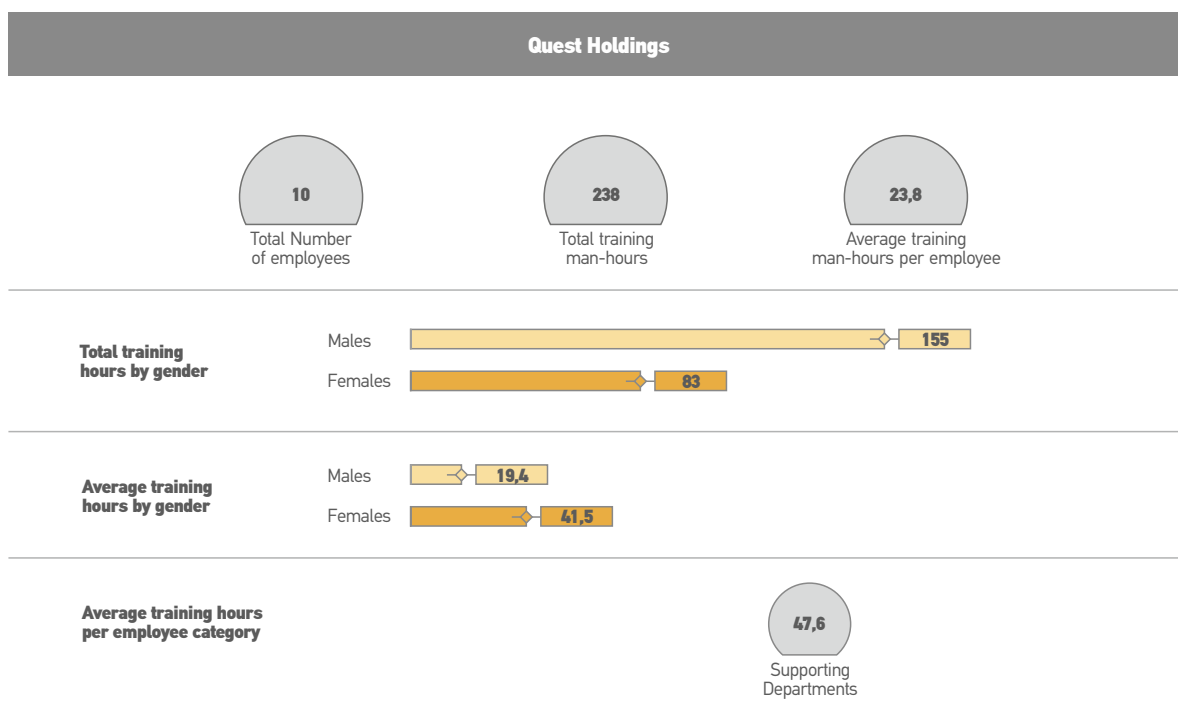 Quest Holdings
10
238
23,8
Total Number
of employees
Total training
man-hours
Average training
man-hours per employee
Total training
hours by gender
Males
155
Females
83
Average training
hours by gender
Males
19,4
Females
41,5
Average training hours
per employee category
47,6
Supporting
Departments